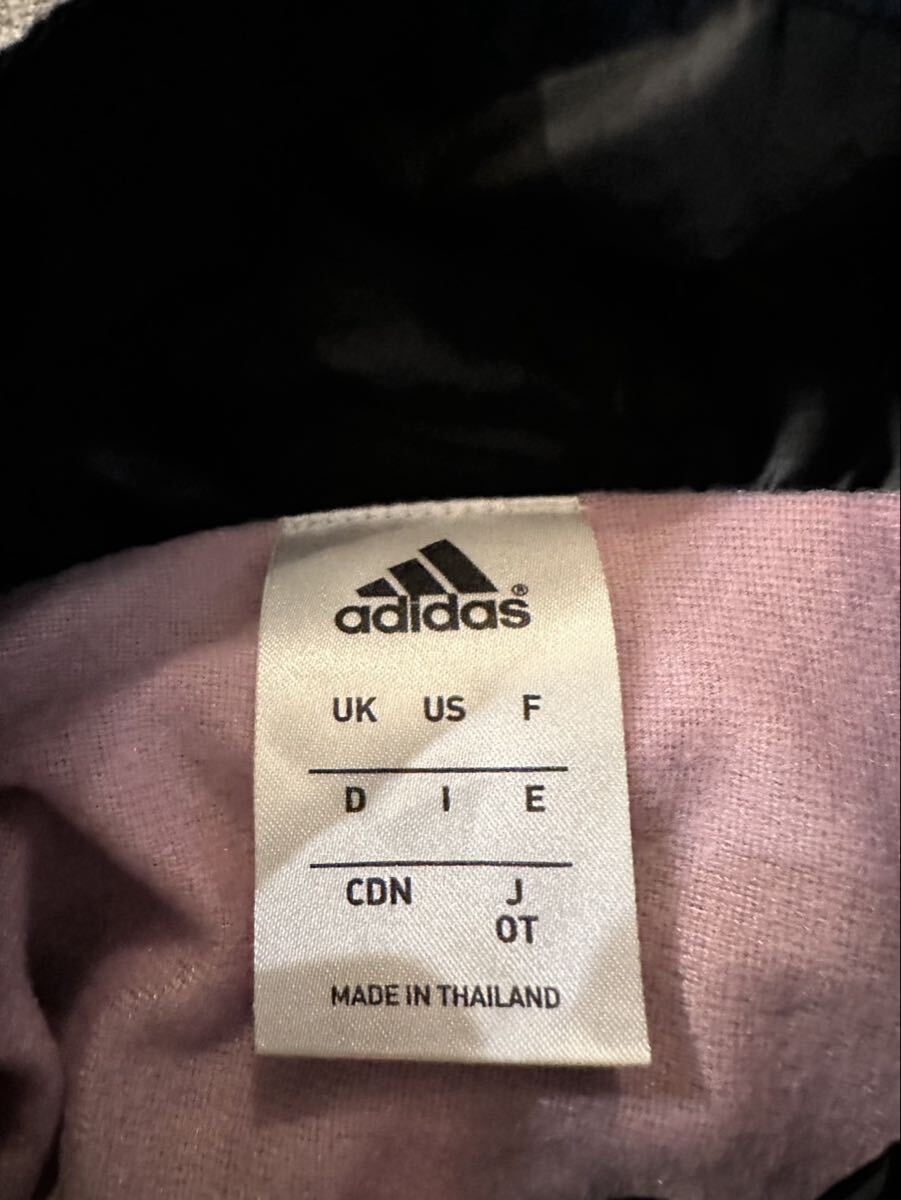 adidas®
UK US F
D I E
CDN J
OT
MADE IN THAILAND